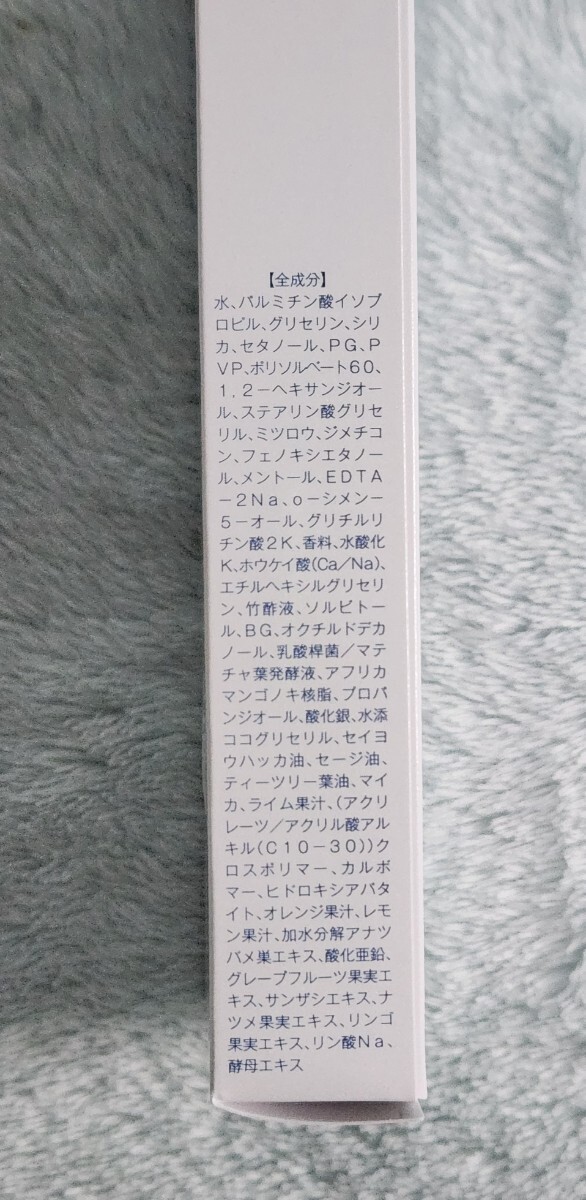 【全成分】
水、パルミチン酸イソプ
ロピル、グリセリン、シリ
カ、セタノール、PG、P
VP、ポリソルベート60、
1,2-ヘキサンジオー
ル、ステアリン酸グリセ
リル、ミツロウ、ジメチコ
ン、フェノキシエタノー
ル、メントール、EDTA
-2Na、o-シメン-
5-オール、グリチルリ
チン酸2K、香料、水酸化
K、ホウケイ酸(Ca/Na)、
エチルヘキシルグリセリ
ン、竹酢液、ソルビトー
ル、BG、オクチルドデカ
ノール、乳酸桿菌/マテ
チャ葉発酵液、アフリカ
マンゴノキ核脂、プロパ
ンジオール、酸化銀、水添
ココグリセリル、セイヨ
ウハッカ油、セージ油、
ティーツリー葉油、マイ
カ、ライム果汁、(アクリ
レーツ/アクリル酸アル
キル(C10-30))ク
ロスポリマー、カルボ
マー、ヒドロキシアパタ
イト、オレンジ果汁、レモ
ン果汁、加水分解アナツ
バメ巣エキス、酸化亜鉛、
グレープフルーツ果実エ
キス、サンザシエキス、ナ
ツメ果実エキス、リンゴ
果実エキス、リン酸Na、
酵母エキス